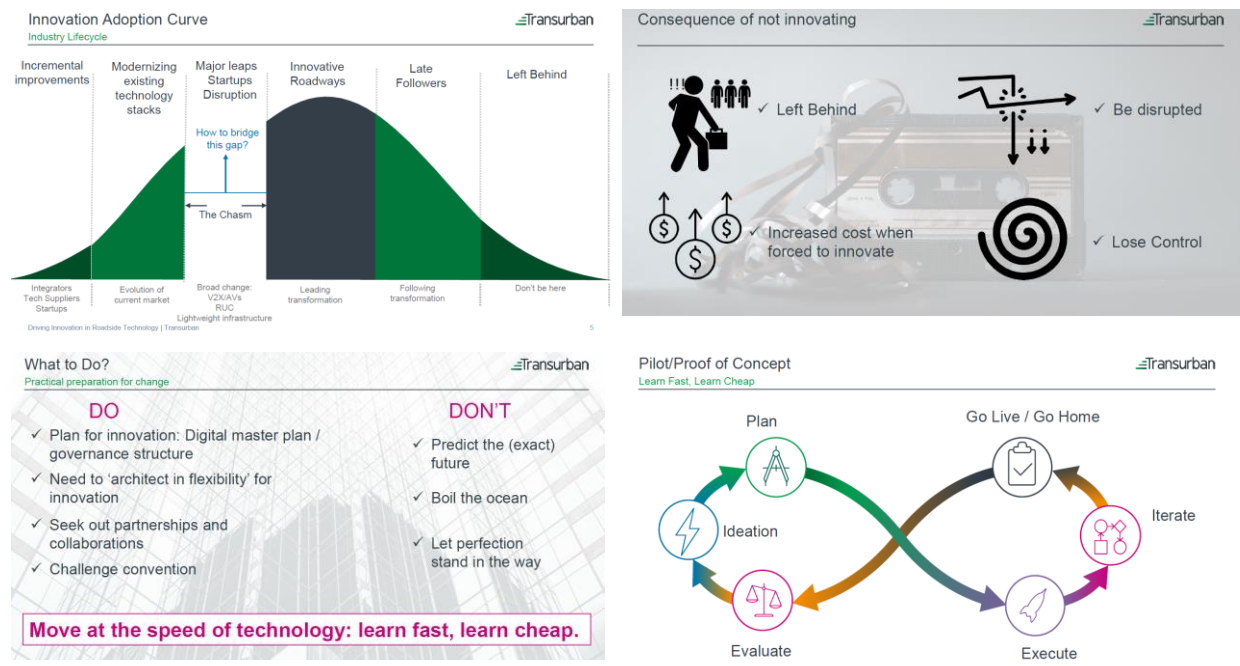 Innovation Adoption Curve
Transurban
Industry Lifecycle
Incremental
improvements
Modernizing
existing
technology
stacks
Major leaps
Startups
Disruption
Innovative
Roadways
Late
Followers
Left Behind
How to bridge
this gap?
The Chasm
Integrators
Tech Suppliers
Startups
Evolution of
current market
Broad change:
V2X/AVs
RUC
Lightweight infrastructure
Leading
transformation
Following
transformation
Don't be here
Driving Innovation in Roadside Technology | Transurban
5
Consequence of not innovating
Transurban
!!!
✓ Left Behind
✓ Be disrupted
$ $ $
✓ Increased cost when
forced to innovate
✓ Lose Control
What to Do?
Transurban
Practical preparation for change
DO
✓ Plan for innovation: Digital master plan /
governance structure
✓ Need to ‘architect in flexibility’ for
innovation
✓ Seek out partnerships and
collaborations
✓ Challenge convention
DON'T
✓ Predict the (exact)
future
✓ Boil the ocean
✓ Let perfection
stand in the way
Move at the speed of technology: learn fast, learn cheap.
Pilot/Proof of Concept
Transurban
Learn Fast, Learn Cheap
Plan
Go Live / Go Home
Ideation
Iterate
Evaluate
Execute